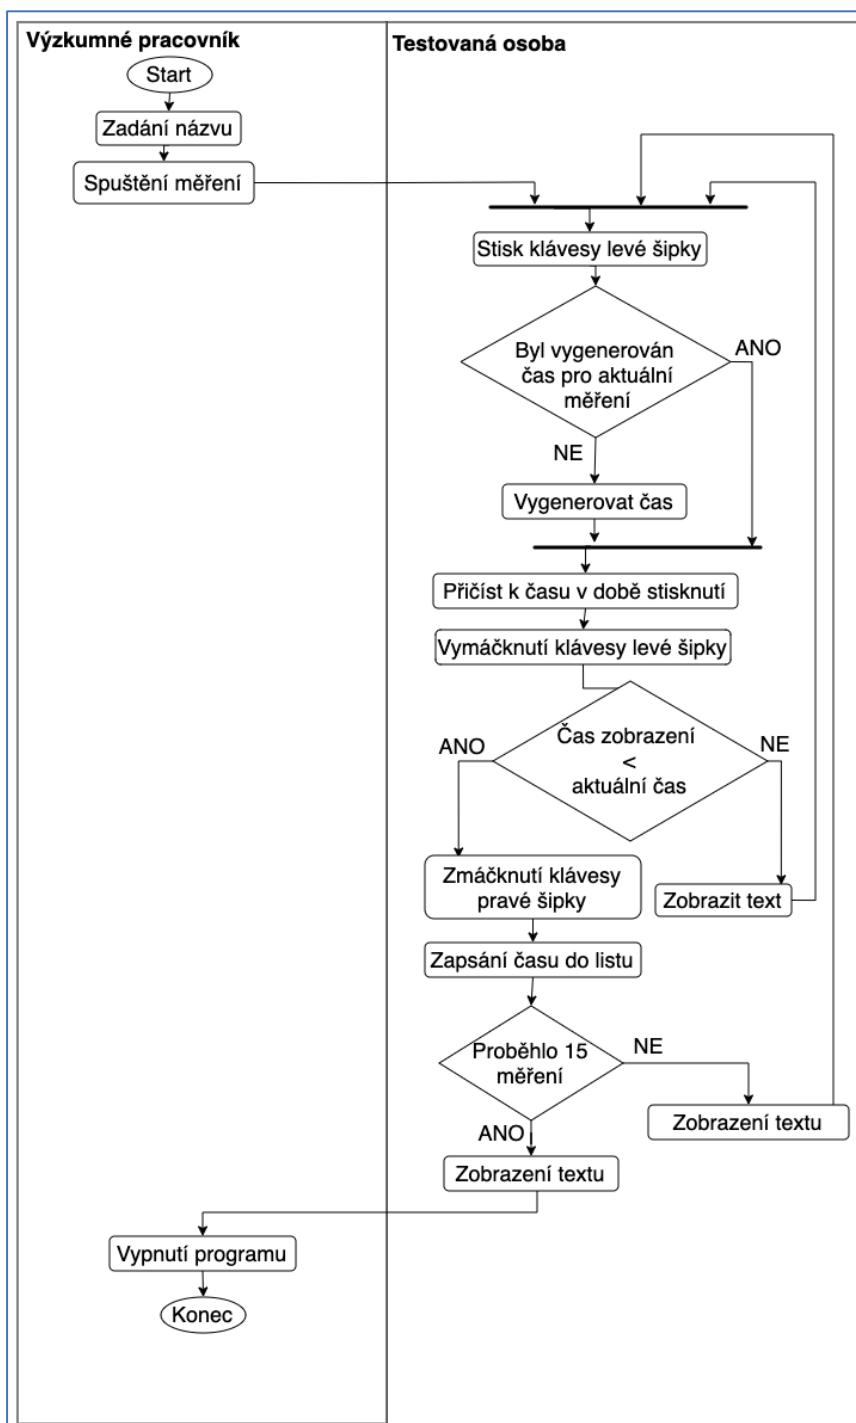 Výzkumné pracovník
Testovaná osoba
Start
Zadání názvu
Spuštění měření
Stisk klávesy levé šipky
Byl vygenerován
čas pro aktuální
měření
ANO
NE
Vygenerovat čas
Přičíst k času v době stisknutí
Vymáčknutí klávesy levé šipky
Čas zobrazení
<
aktuální čas
ANO
NE
Zmáčknutí klávesy
pravé šipky
Zobrazit text
Zapsání času do listu
Proběhlo 15
měření
NE
Zobrazení textu
ANO
Zobrazení textu
Vypnutí programu
Konec